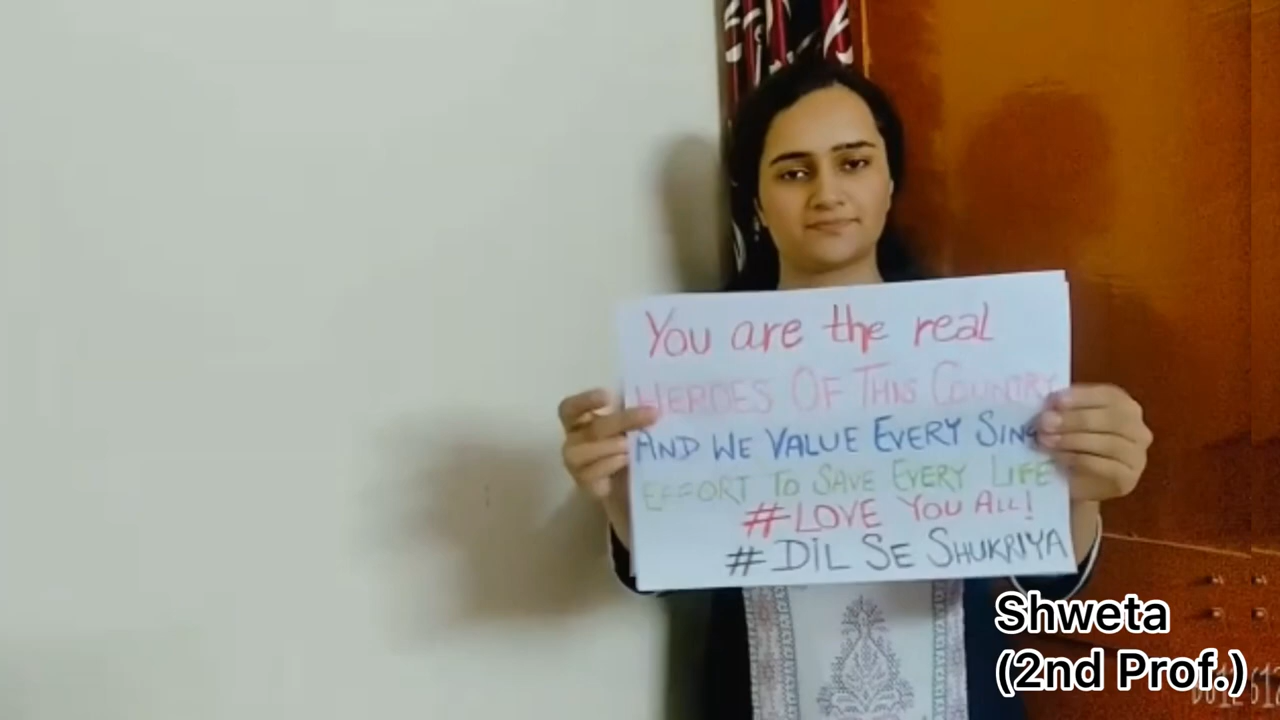 You are the real
HEROES OF THIS COUNTRY
AND WE VALUE EVERY SING
EFFORT TO SAVE EVERY LIFE
#LOVE YOU ALL!
#DIL SE SHUKRIYA
Shweta
(2nd Prof.)